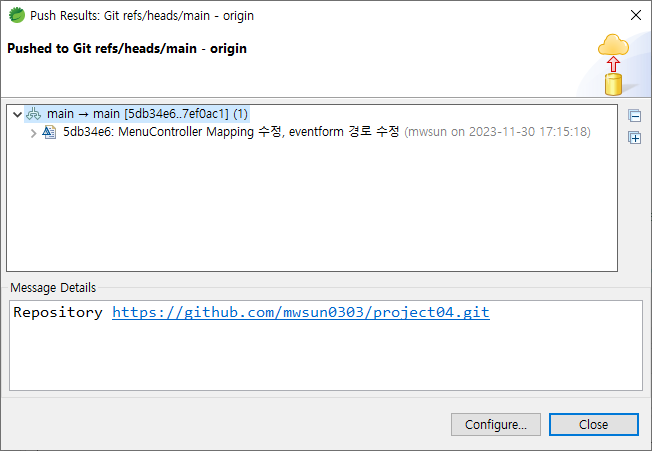 Push Results: Git refs/heads/main - origin
Pushed to Git refs/heads/main - origin
main → main [5db34e6..7ef0ac1] (1)
5db34e6: MenuController Mapping 수정, eventform 경로 수정 (mwsun on 2023-11-30 17:15:18)
Message Details
Repository https://github.com/mwsun0303/project04.git
Configure...
Close